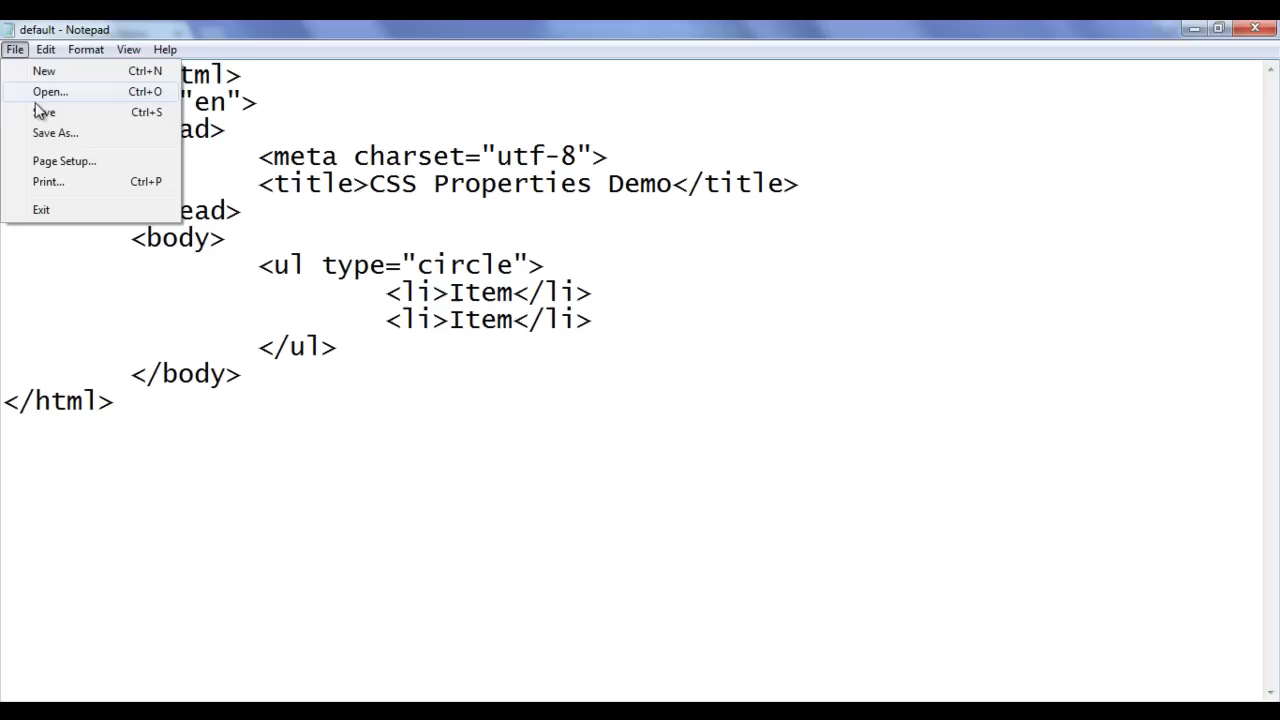 default - Notepad
File Edit Format View Help
New Ctrl+N
Open... Ctrl+O
Ctrl+S
Save As...
Page Setup...
Print... Ctrl+P
Exit
tml>
"en">
ad>
<meta charset="utf-8">
<title>CSS Properties Demo</title>
ead>
<body>
<ul type="circle">
<li>Item</li>
<li>Item</li>
</ul>
</body>
</html>